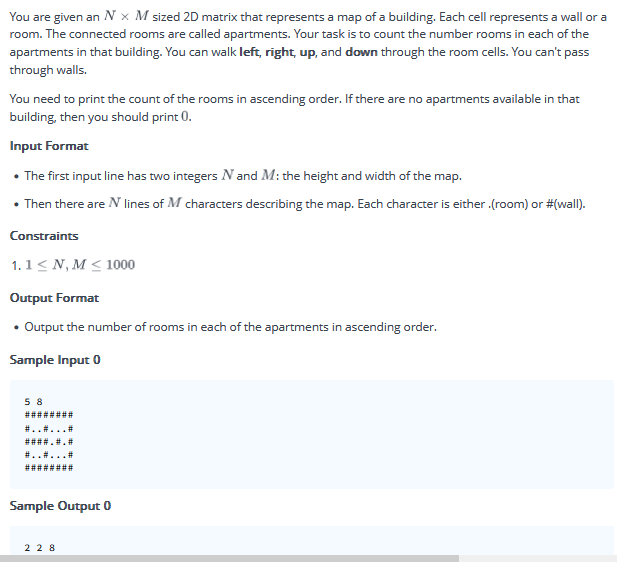 You are given an N × M sized 2D matrix that represents a map of a building. Each cell represents a wall or a
room. The connected rooms are called apartments. Your task is to count the number rooms in each of the
apartments in that building. You can walk left, right, up, and down through the room cells. You can't pass
through walls.
You need to print the count of the rooms in ascending order. If there are no apartments available in that
building, then you should print 0.
Input Format
• The first input line has two integers N and M: the height and width of the map.
• Then there are N lines of M characters describing the map. Each character is either .(room) or #(wall).
Constraints
1. 1 ≤ N, M ≤ 1000
Output Format
• Output the number of rooms in each of the apartments in ascending order.
Sample Input 0
5 8
########
#..#...#
####.#.#
#..#...#
########
Sample Output 0
2 2 8